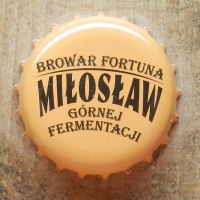 BROWAR FORTUNA
MIŁOSŁAW
GÓRNEJ
FERMENTACJI